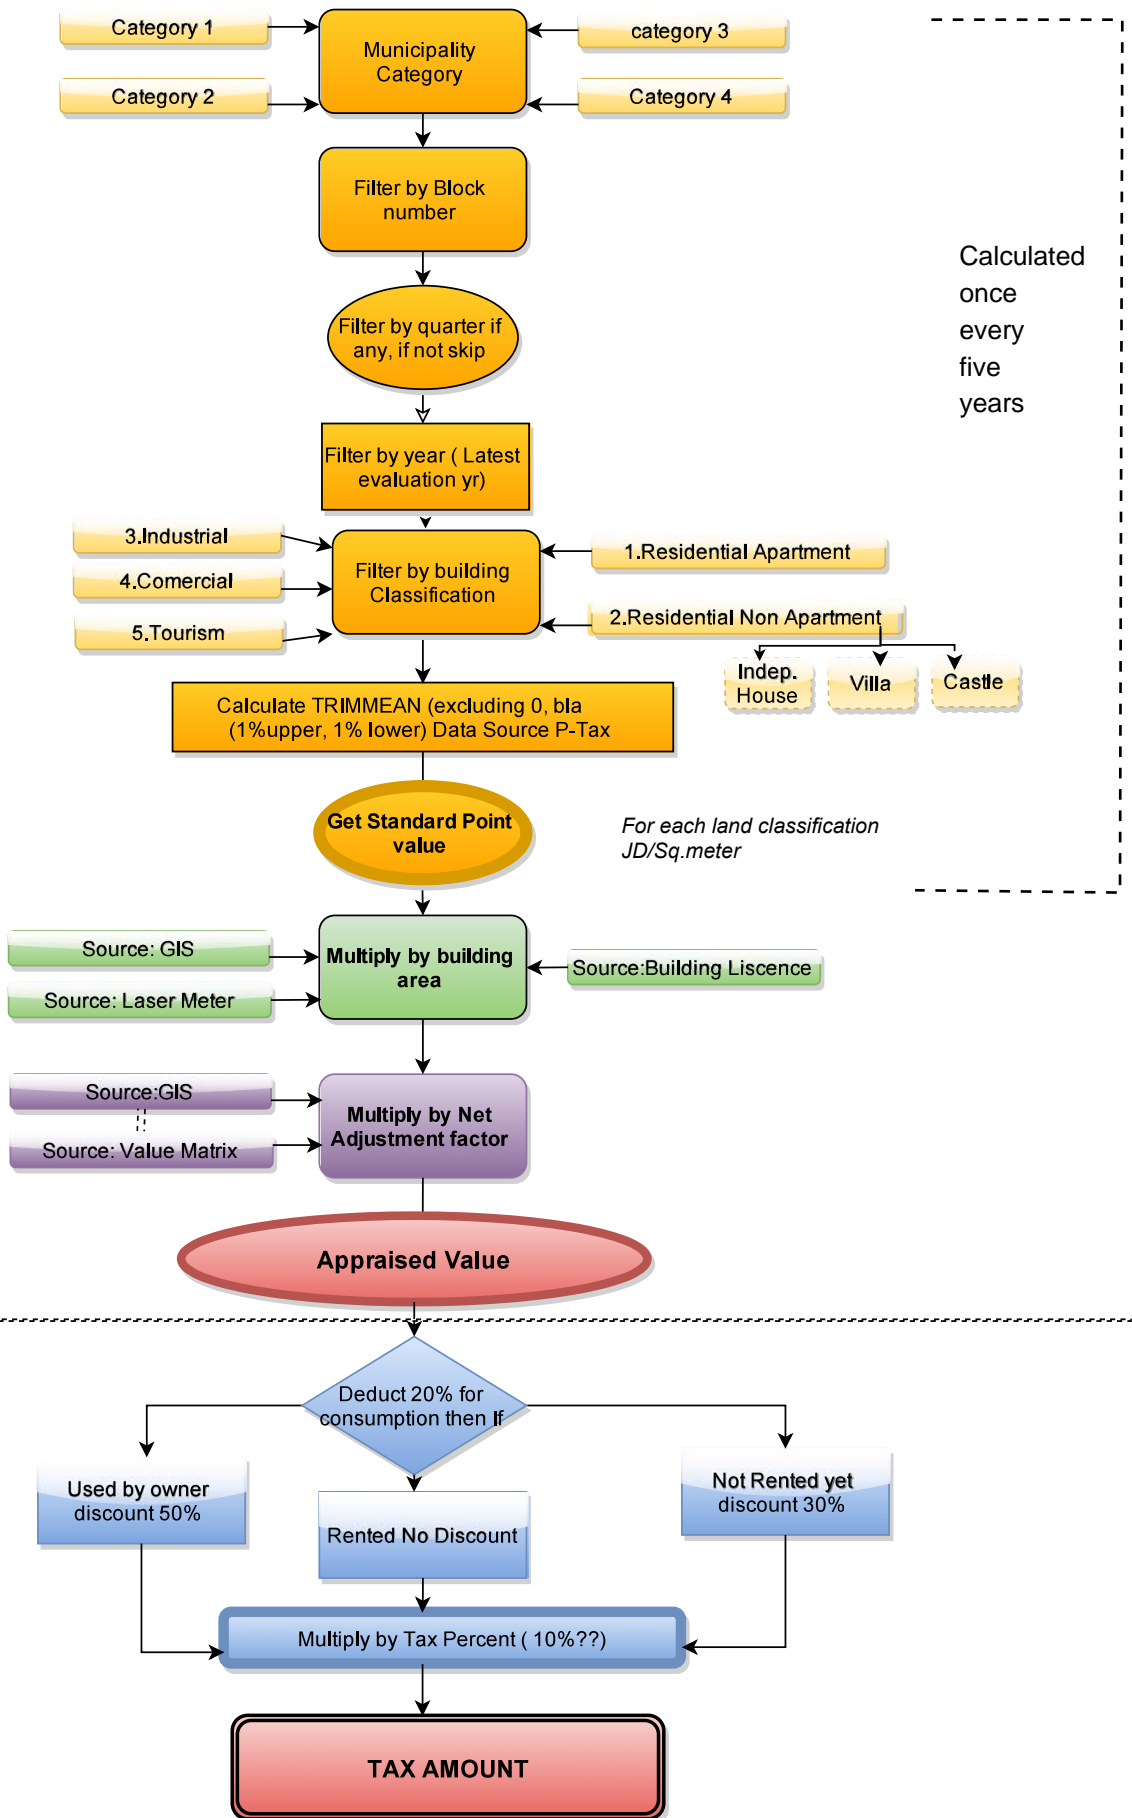 Category 1
category 3
Municipality
Category
Category 2
Category 4
Filter by Block
number
Calculated
once
every
five
years
Filter by quarter if
any, if not skip
Filter by year ( Latest
evaluation yr)
3.Industrial
1.Residential Apartment
4.Comercial
Filter by building
Classification
5.Tourism
2.Residential Non Apartment
Indep.
House
Villa
Castle
Calculate TRIMMEAN (excluding 0, bla
(1%upper, 1% lower) Data Source P-Tax
Get Standard Point
value
For each land classification
JD/Sq.meter
Source: GIS
Multiply by building
area
Source:Building Liscence
Source: Laser Meter
Source:GIS
Multiply by Net
Adjustment factor
Source: Value Matrix
Appraised Value
Deduct 20% for
consumption then If
Used by owner
discount 50%
Rented No Discount
Not Rented yet
discount 30%
Multiply by Tax Percent ( 10%??)
TAX AMOUNT